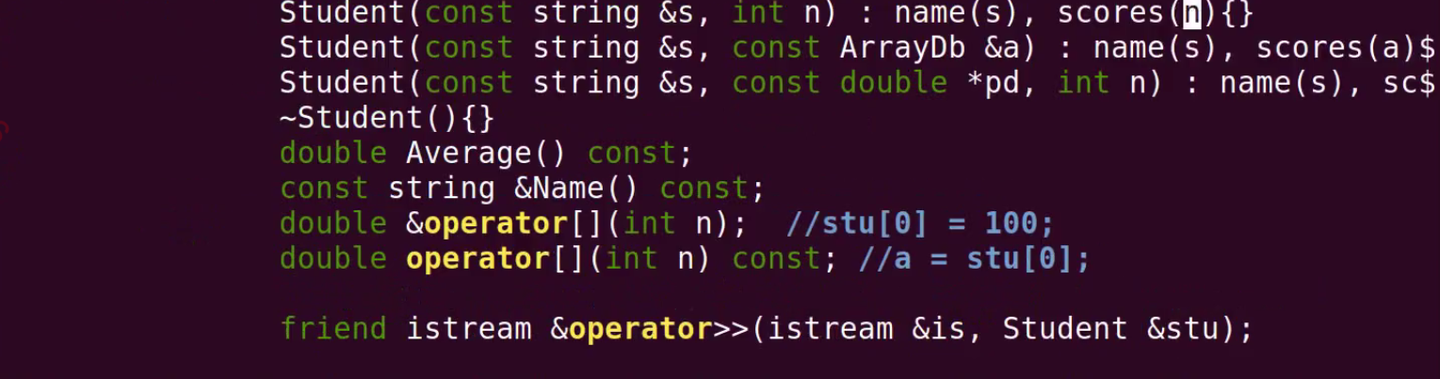 Student(const string &s, int n) : name(s), scores(n){}
Student(const string &s, const ArrayDb &a) : name(s), scores(a)$
Student(const string &s, const double *pd, int n) : name(s), sc$
~Student(){}
double Average() const;
const string &Name() const;
double &operator[](int n);  //stu[0] = 100;
double operator[](int n) const; //a = stu[0];
friend istream &operator>>(istream &is, Student &stu);